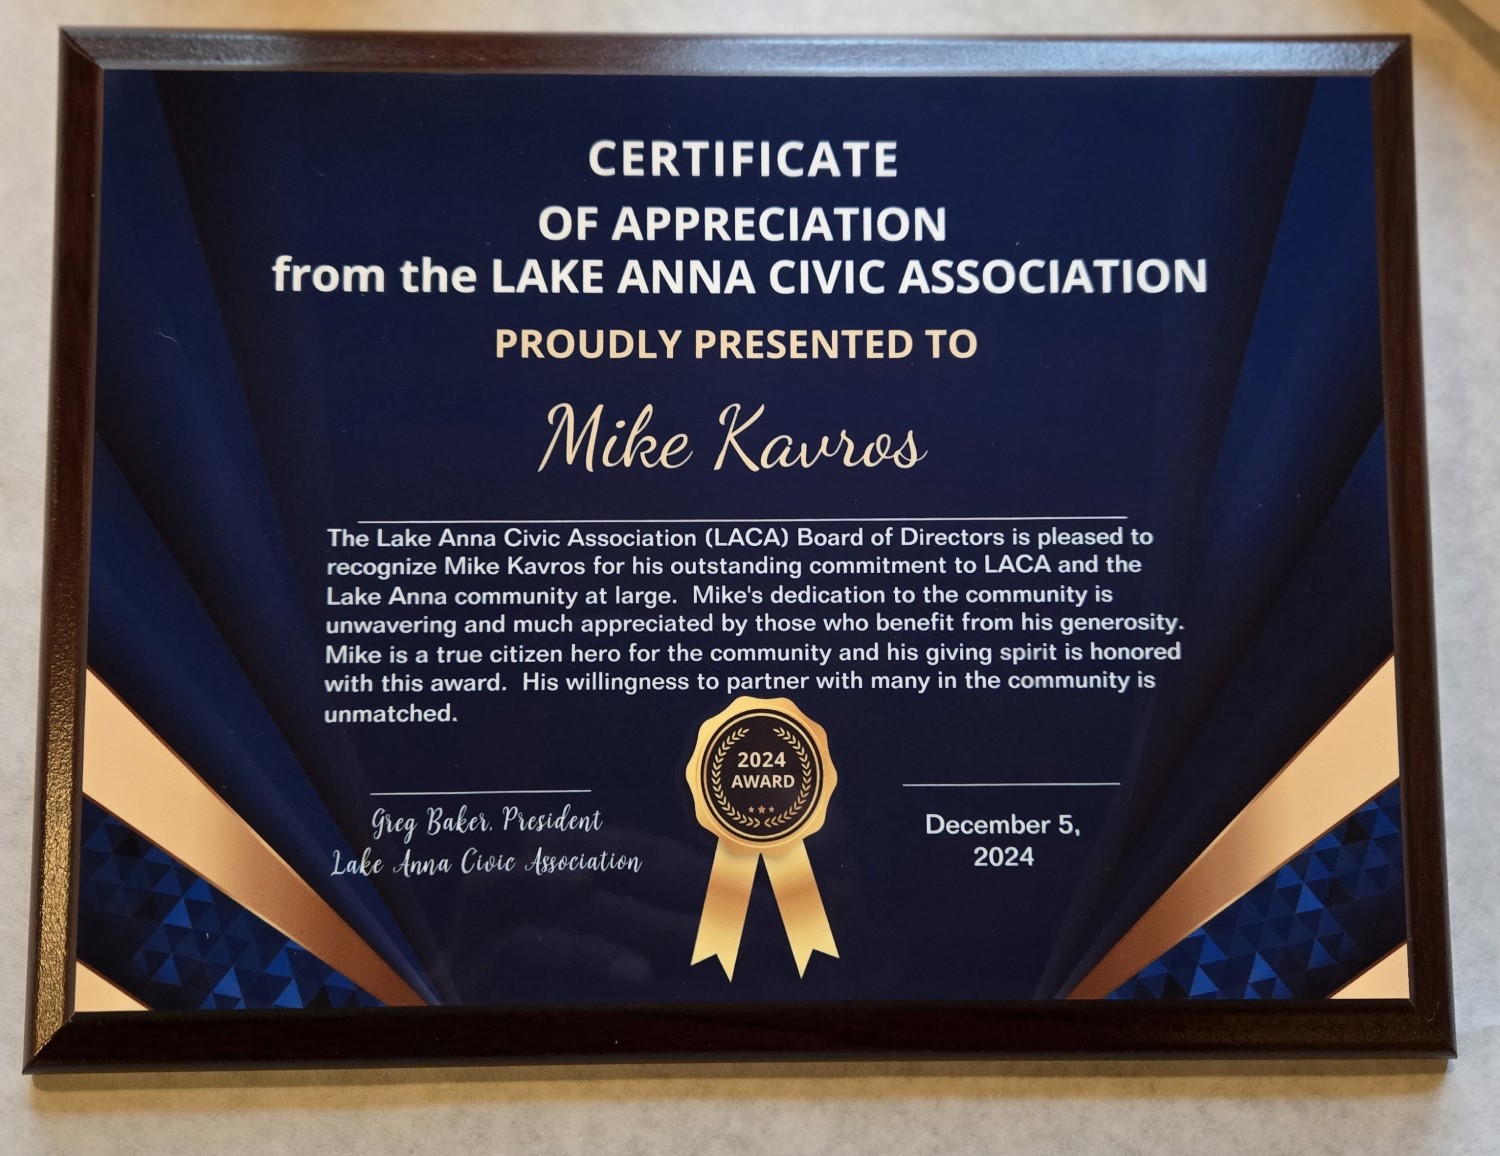 CERTIFICATE
OF APPRECIATION
from the LAKE ANNA CIVIC ASSOCIATION
PROUDLY PRESENTED TO
Mike Kavros
The Lake Anna Civic Association (LACA) Board of Directors is pleased to
recognize Mike Kavros for his outstanding commitment to LACA and the
Lake Anna community at large.  Mike's dedication to the community is
unwavering and much appreciated by those who benefit from his generosity.
Mike is a true citizen hero for the community and his giving spirit is honored
with this award.  His willingness to partner with many in the community is
unmatched.
2024
AWARD
Greg Baker, President
Lake Anna Civic Association
December 5,
2024